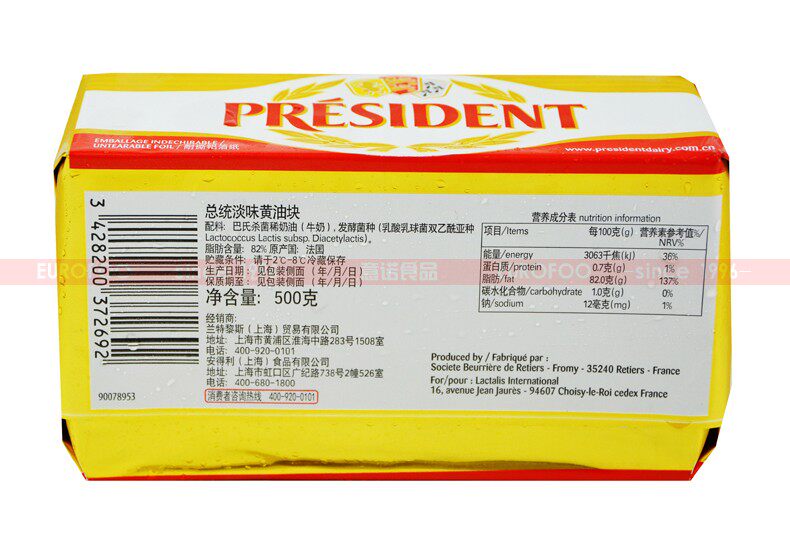 PRÉSIDENT
EMBALLAGE INDECHIRABLE /
UNTEARABLE FOIL / 耐撕铝箔纸
www.presidentdairy.com.cn
3 428200 372692
90078953
总统淡味黄油块
配料: 巴氏杀菌稀奶油（牛奶）, 发酵菌种（乳酸乳球菌双乙酰亚种
Lactococcus Lactis subsp. Diacetylactis)。
脂肪含量: 82% 原产国: 法国
贮藏条件: 请于2℃-8℃冷藏保存
生产日期: 见包装侧面（年/月/日）
保质期至: 见包装侧面（年/月/日）
净含量: 500克
经销商:
兰特黎斯（上海）贸易有限公司
地址: 上海市黄浦区淮海中路283号1508室
电话: 400-920-0101
安得利（上海）食品有限公司
地址: 上海市虹口区广纪路738号2幢526室
电话: 400-680-1800
消费者咨询热线 400-920-0101
营养成分表 nutrition information
项目/Items 每100克(g) 营养素参考值%/
NRV%
能量/energy 3063千焦(kJ) 36%
蛋白质/protein 0.7克(g) 1%
脂肪/fat 82.0克(g) 137%
碳水化合物/carbohydrate 1.0克(g) 0%
钠/sodium 12毫克(mg) 1%
Produced by / Fabriqué par :
Societe Beurrière de Retiers - Fromy - 35240 Retiers - France
For/pour : Lactalis International
16, avenue Jean Jaurès - 94607 Choisy-le-Roi cedex France